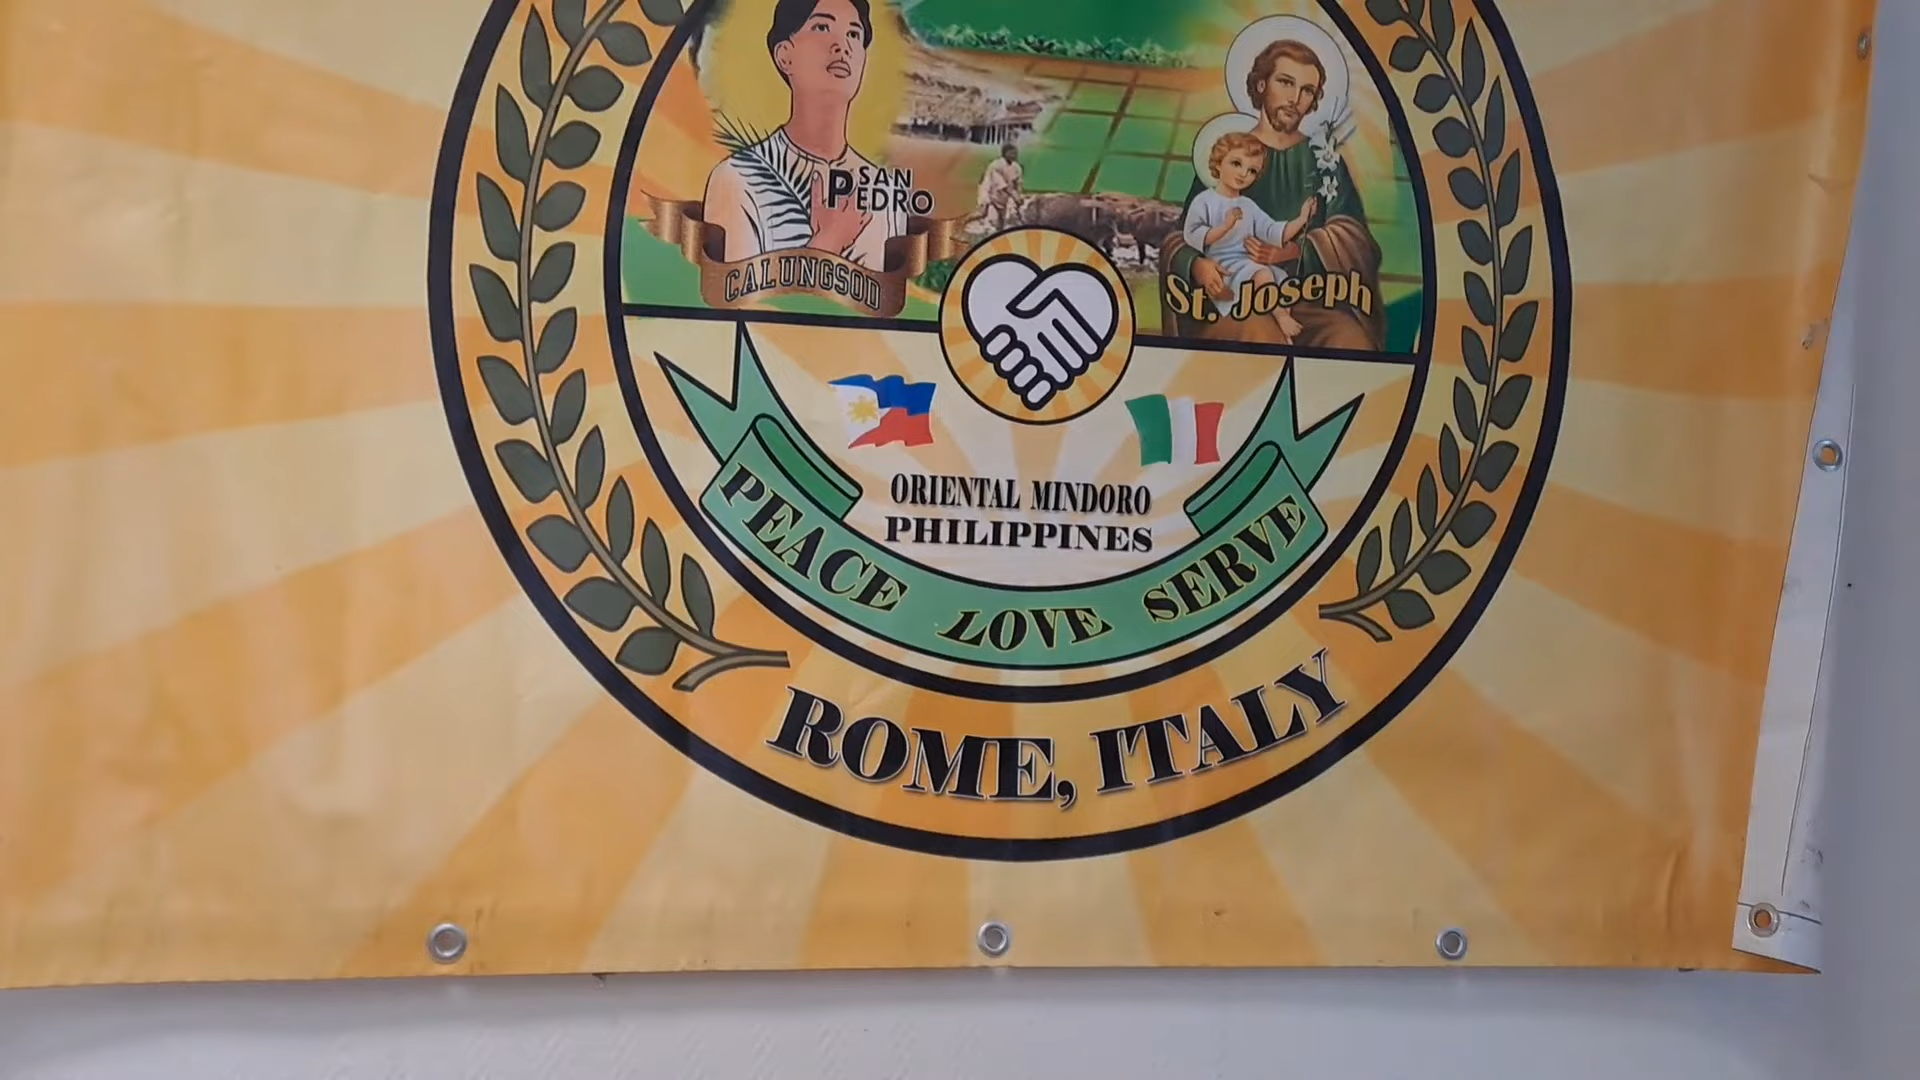 SAN
PEDRO
CALUNGSOD
St. Joseph
ORIENTAL MINDORO
PHILIPPINES
PEACE LOVE SERVE
ROME, ITALY